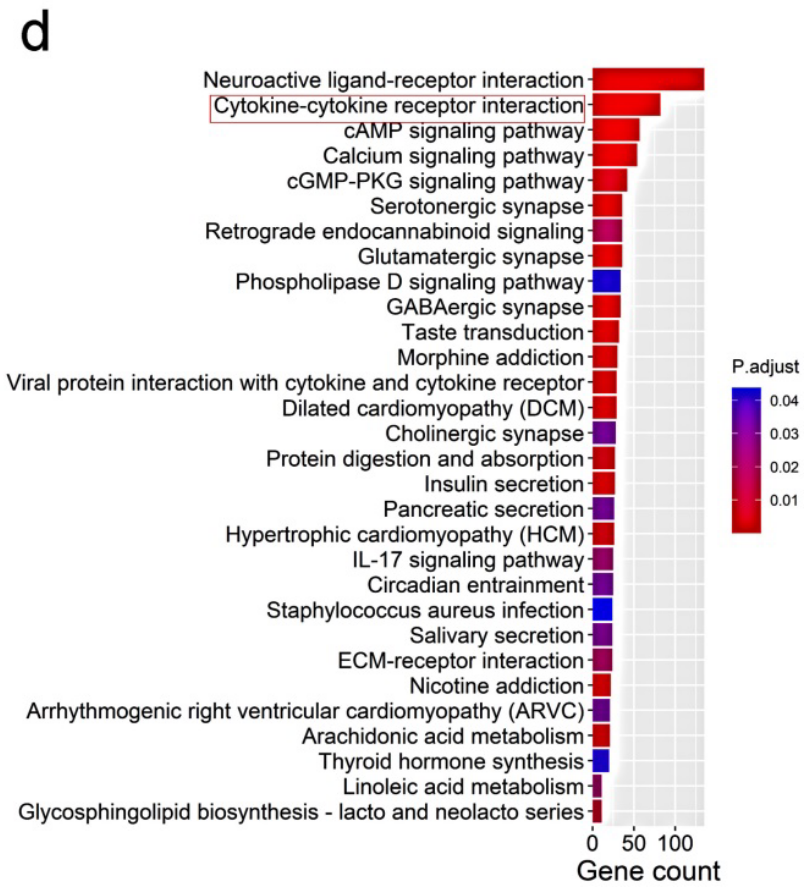 d
Neuroactive ligand-receptor interaction
Cytokine-cytokine receptor interaction
cAMP signaling pathway
Calcium signaling pathway
cGMP-PKG signaling pathway
Serotonergic synapse
Retrograde endocannabinoid signaling
Glutamatergic synapse
Phospholipase D signaling pathway
GABAergic synapse
Taste transduction
Morphine addiction
Viral protein interaction with cytokine and cytokine receptor
Dilated cardiomyopathy (DCM)
Cholinergic synapse
Protein digestion and absorption
Insulin secretion
Pancreatic secretion
Hypertrophic cardiomyopathy (HCM)
IL-17 signaling pathway
Circadian entrainment
Staphylococcus aureus infection
Salivary secretion
ECM-receptor interaction
Nicotine addiction
Arrhythmogenic right ventricular cardiomyopathy (ARVC)
Arachidonic acid metabolism
Thyroid hormone synthesis
Linoleic acid metabolism
Glycosphingolipid biosynthesis - lacto and neolacto series
0 50 100
Gene count
P.adjust
0.04
0.03
0.02
0.01